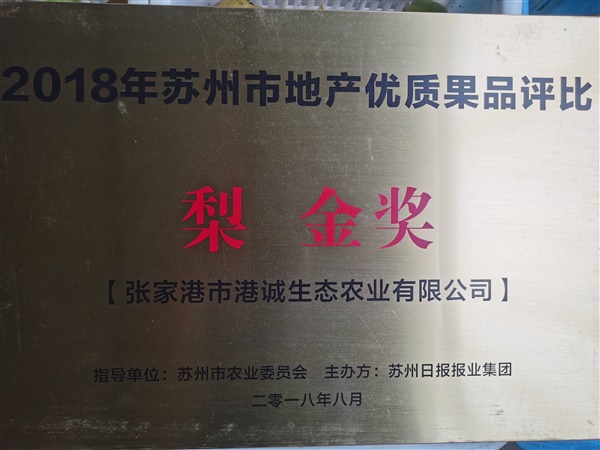 2018年苏州市地产优质果品评比
梨 金奖
【张家港市港诚生态农业有限公司】
指导单位：苏州市农业委员会 主办方：苏州日报报业集团
二零一八年八月